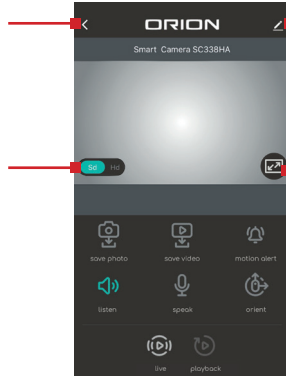 ORION
Smart Camera SC338HA
Sd Hd
save photo save video motion alert
listen speak orient
live playback